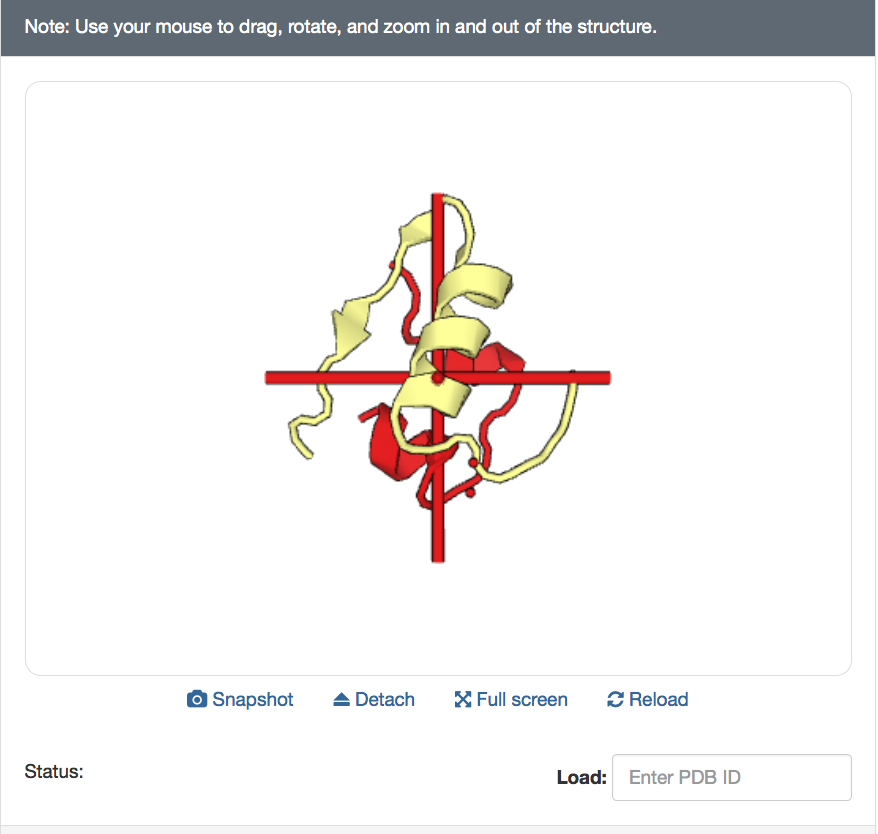 Note: Use your mouse to drag, rotate, and zoom in and out of the structure.
Snapshot Detach Full screen Reload
Status: Load: Enter PDB ID